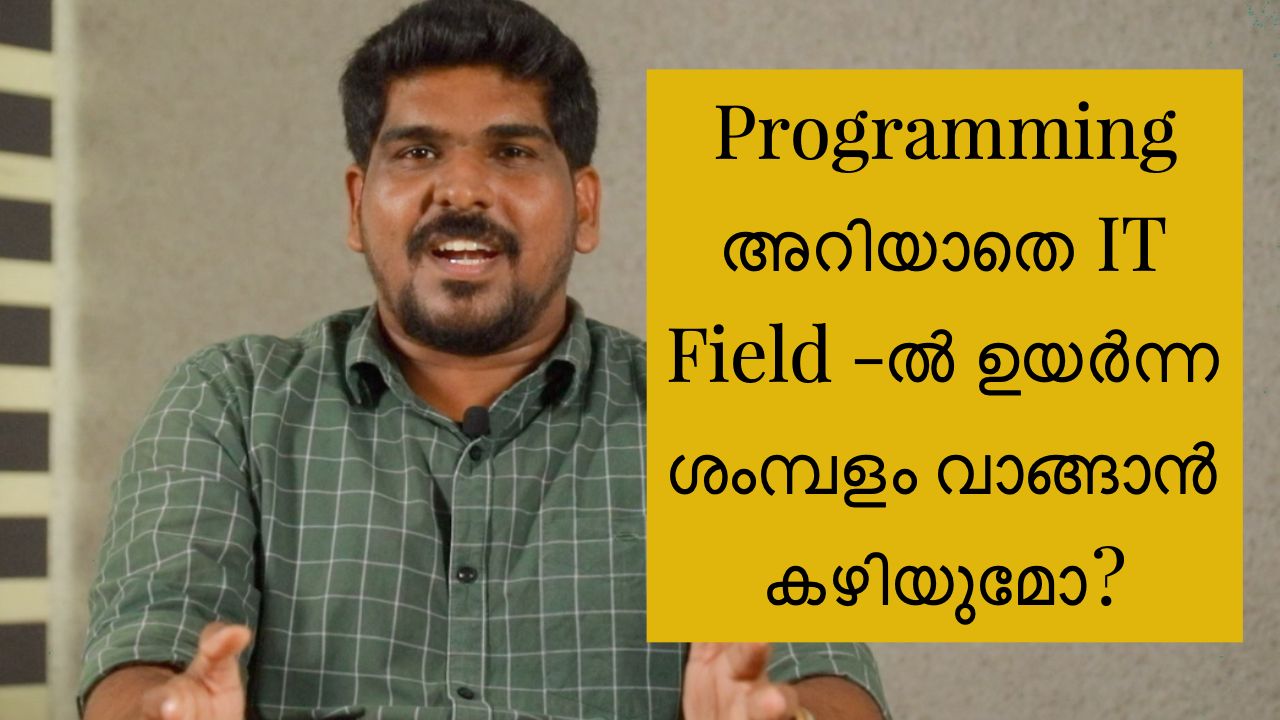 Programming
അറിയാതെ IT
Field -ൽ ഉയർന്ന
ശംമ്പളം വാങ്ങാൻ
കഴിയുമോ?